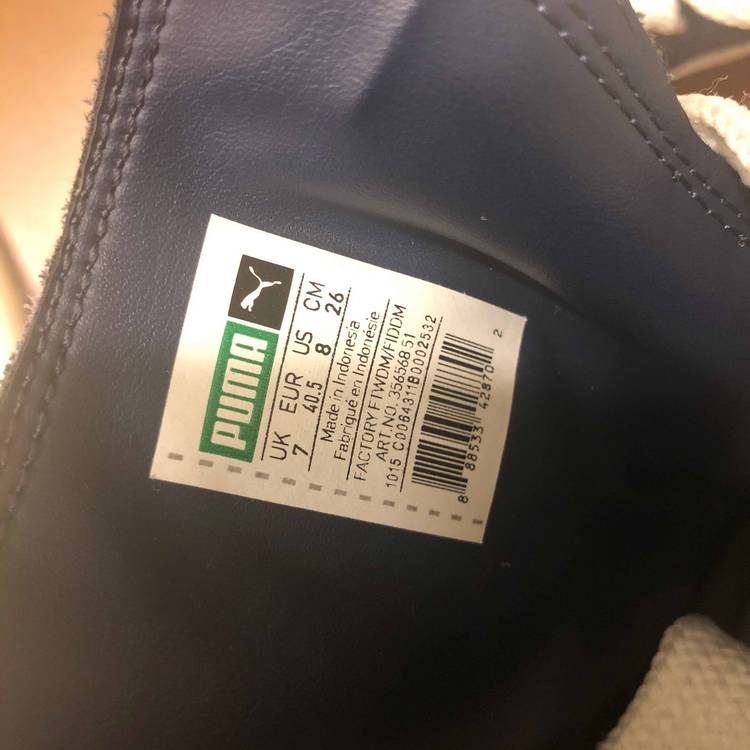 PUMA
UK EUR US CM
7 40.5 8 26
Made in Indonesia
Fabriqué en Indonésie
FACTORY FTWDM/FIDDM
ART.NO. 356568 51
1015 C0064311B0002532
8 88533 42870 2